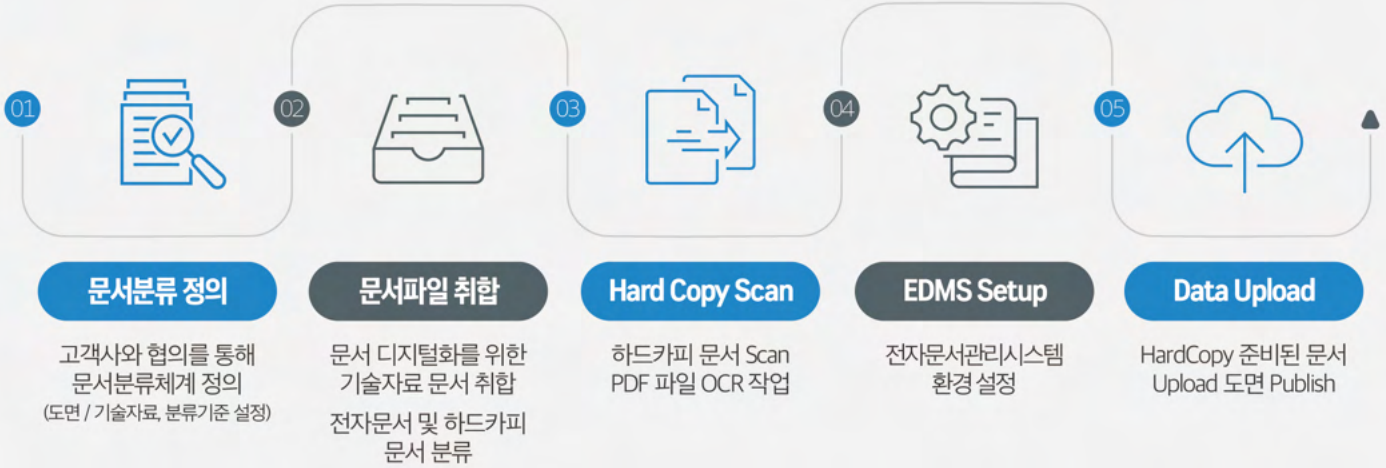 01
02
03
04
05
문서분류 정의
고객사와 협의를 통해
문서분류체계 정의
(도면 / 기술자료, 분류기준 설정)
문서파일 취합
문서 디지털화를 위한
기술자료 문서 취합
전자문서 및 하드카피
문서 분류
Hard Copy Scan
하드카피 문서 Scan
PDF 파일 OCR 작업
EDMS Setup
전자문서관리시스템
환경 설정
Data Upload
HardCopy 준비된 문서
Upload 도면 Publish